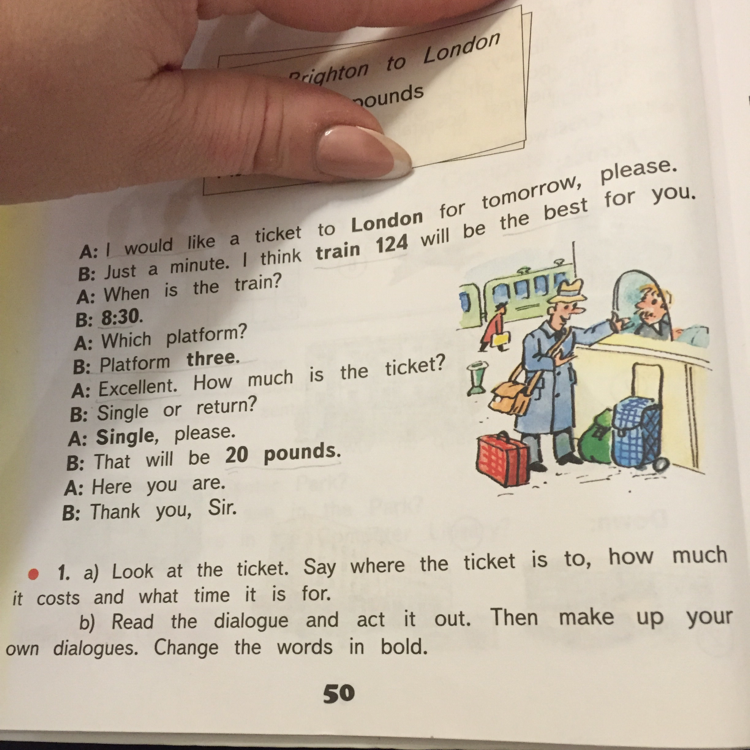 Brighton to London
pounds
A: I would like a ticket to London for tomorrow, please.
B: Just a minute. I think train 124 will be the best for you.
A: When is the train?
B: 8:30.
A: Which platform?
B: Platform three.
A: Excellent. How much is the ticket?
B: Single or return?
A: Single, please.
B: That will be 20 pounds.
A: Here you are.
B: Thank you, Sir.
1. a) Look at the ticket. Say where the ticket is to, how much
it costs and what time it is for.
b) Read the dialogue and act it out. Then make up your
own dialogues. Change the words in bold.
50